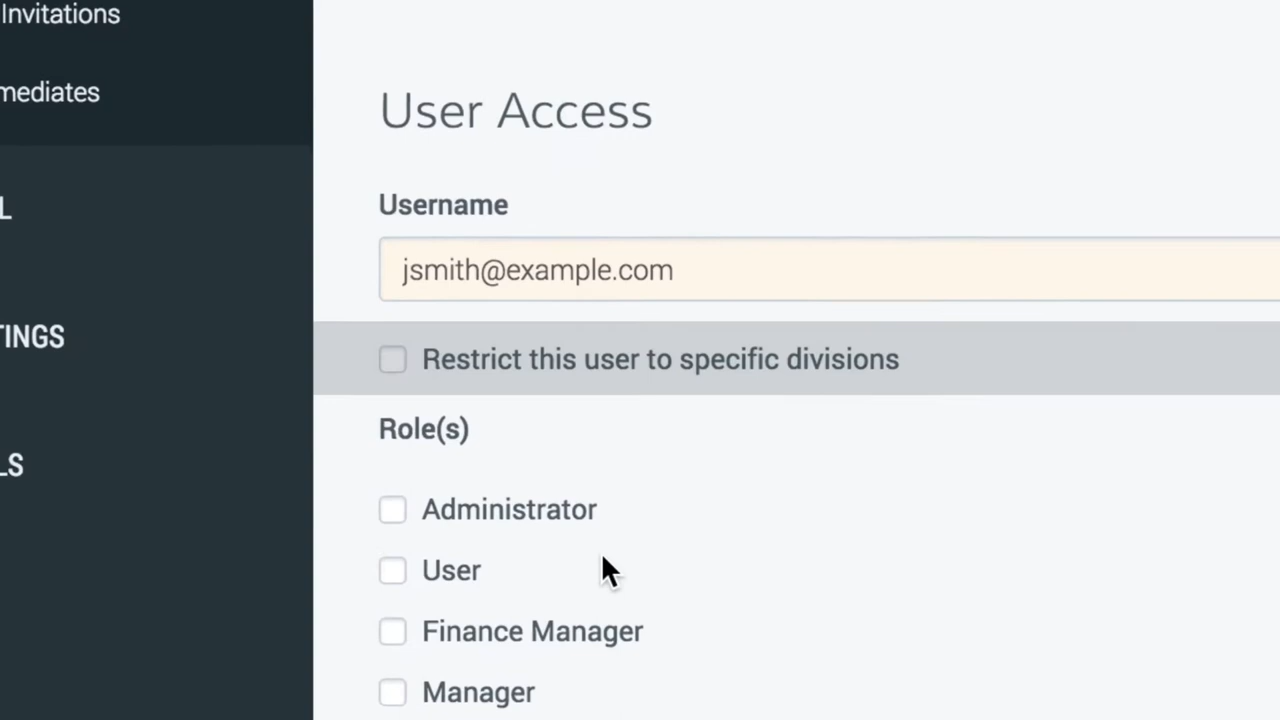 Invitations
mediates
L
TINGS
LS
User Access
Username
jsmith@example.com
Restrict this user to specific divisions
Role(s)
Administrator
User
Finance Manager
Manager